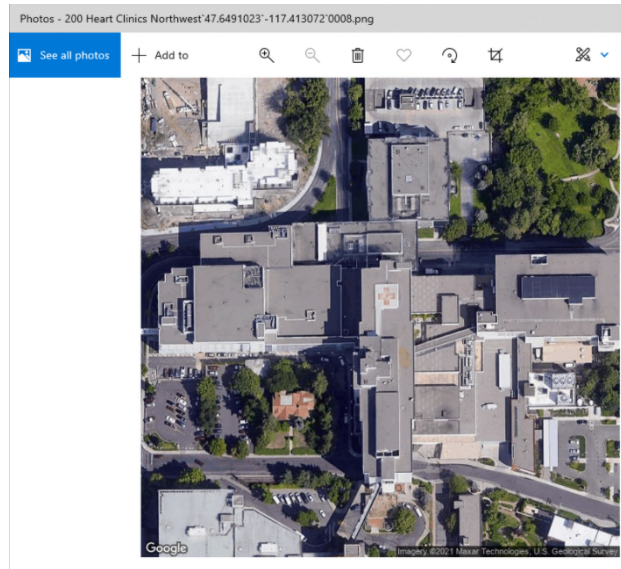 Photos - 200 Heart Clinics Northwest`47.6491023`-117.413072`0008.png
See all photos
Add to
Google
Imagery ©2021 Maxar Technologies, U.S. Geological Survey